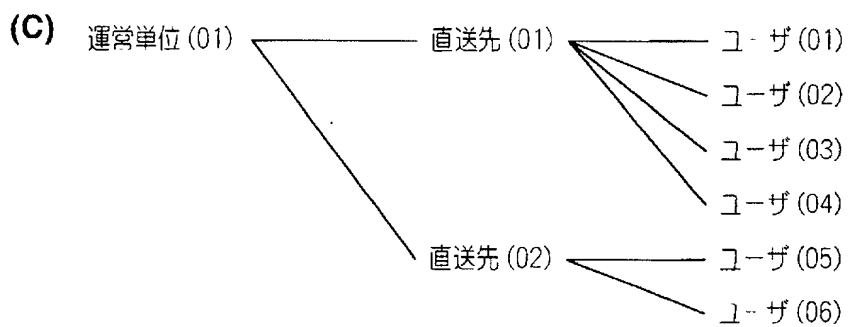 (C) 運営単位(01) 直送先(01) ユーザ(01)
ユーザ(02)
ユーザ(03)
ユーザ(04)
直送先(02) ユーザ(05)
ユーザ(06)